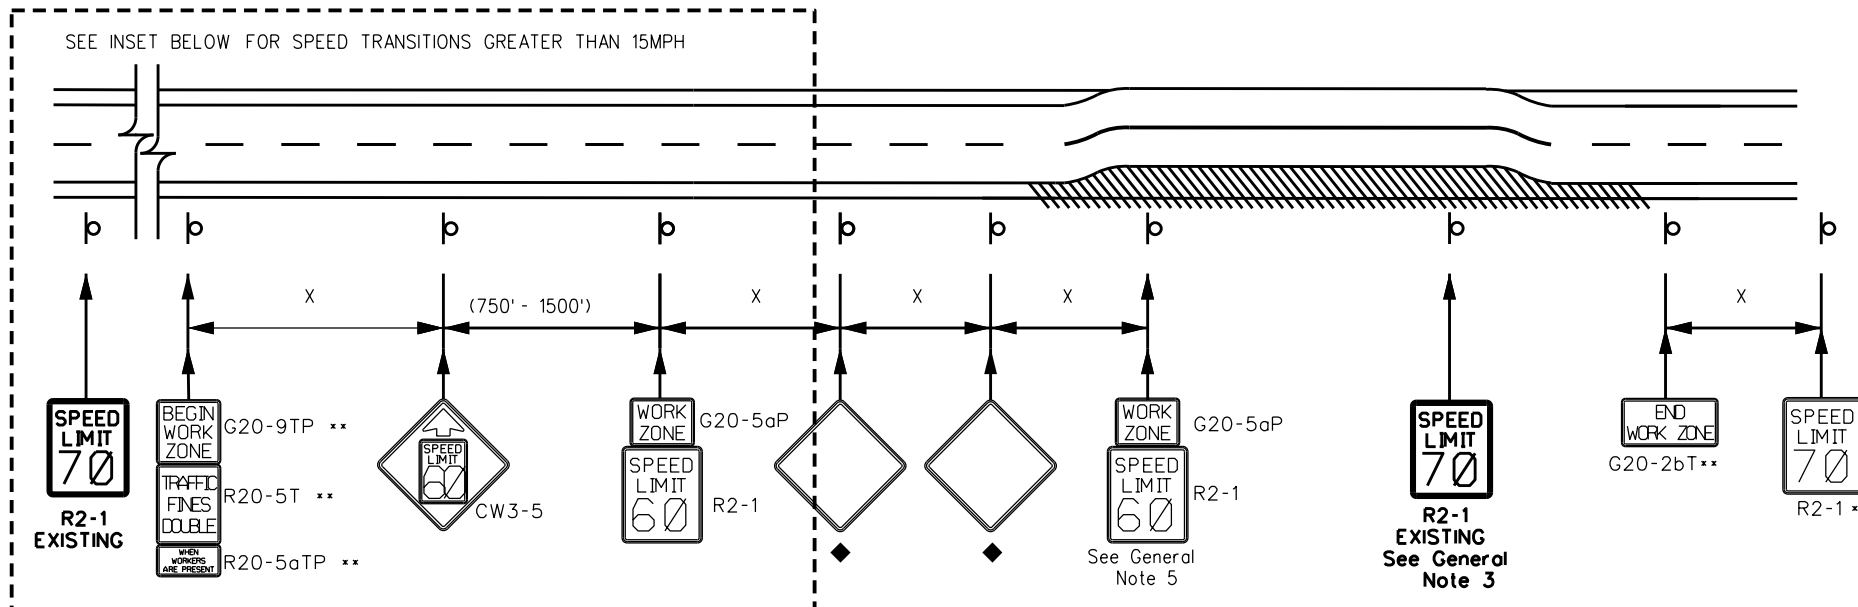 SEE INSET BELOW FOR SPEED TRANSITIONS GREATER THAN 15MPH
X
(750' - 1500')
X
X
X
X
SPEED
LIMIT
70
R2-1
EXISTING
BEGIN
WORK
ZONE
G20-9TP **
TRAFFIC
FINES
DOUBLE
R20-5T **
WHEN
WORKERS
ARE PRESENT
R20-5aTP **
SPEED
LIMIT
60
CW3-5
WORK
ZONE
G20-5aP
SPEED
LIMIT
60
R2-1
WORK
ZONE
G20-5aP
SPEED
LIMIT
60
R2-1
See General
Note 5
SPEED
LIMIT
70
R2-1
EXISTING
See General
Note 3
END
WORK ZONE
G20-2bT**
SPEED
LIMIT
70
R2-1 *